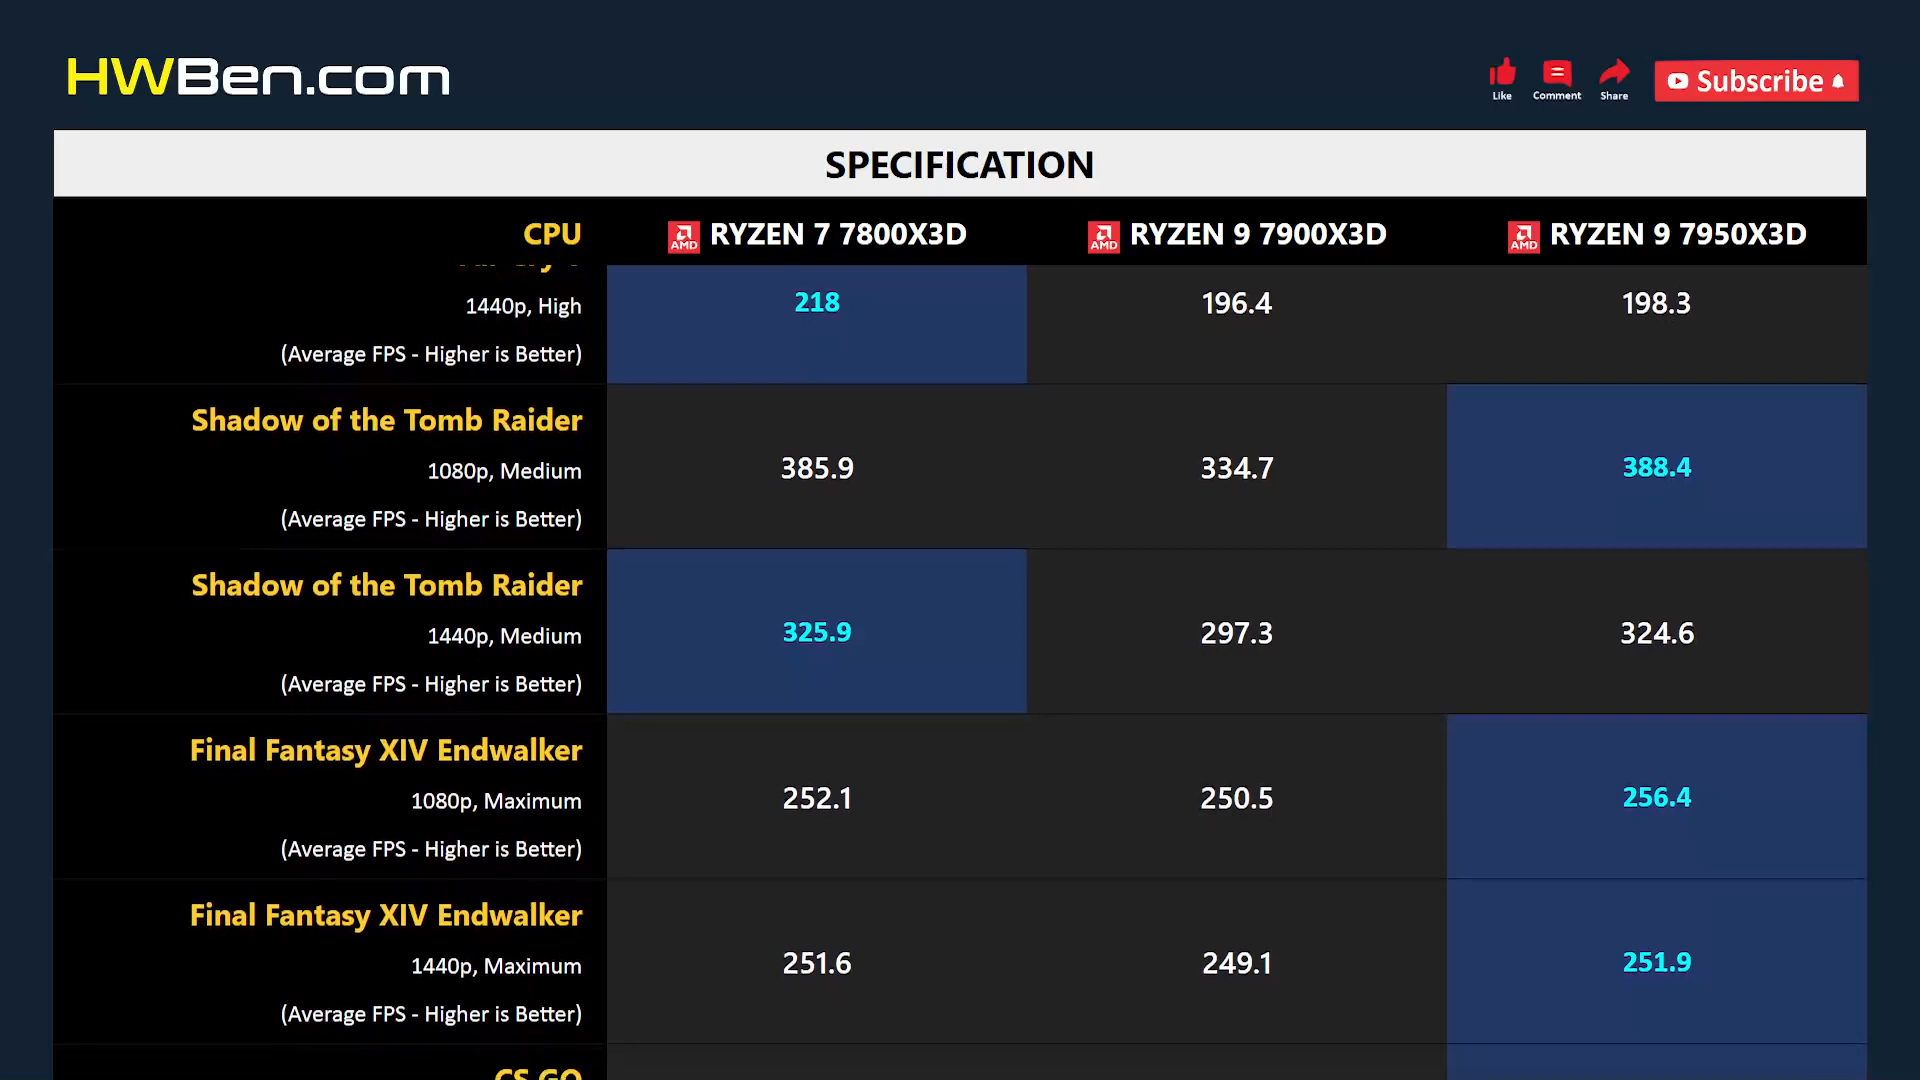 HWBen.com
Like Comment Share Subscribe
SPECIFICATION
CPU AMD RYZEN 7 7800X3D AMD RYZEN 9 7900X3D AMD RYZEN 9 7950X3D
1440p, High 218 196.4 198.3
(Average FPS - Higher is Better)
Shadow of the Tomb Raider
1080p, Medium 385.9 334.7 388.4
(Average FPS - Higher is Better)
Shadow of the Tomb Raider
1440p, Medium 325.9 297.3 324.6
(Average FPS - Higher is Better)
Final Fantasy XIV Endwalker
1080p, Maximum 252.1 250.5 256.4
(Average FPS - Higher is Better)
Final Fantasy XIV Endwalker
1440p, Maximum 251.6 249.1 251.9
(Average FPS - Higher is Better)
CS GO